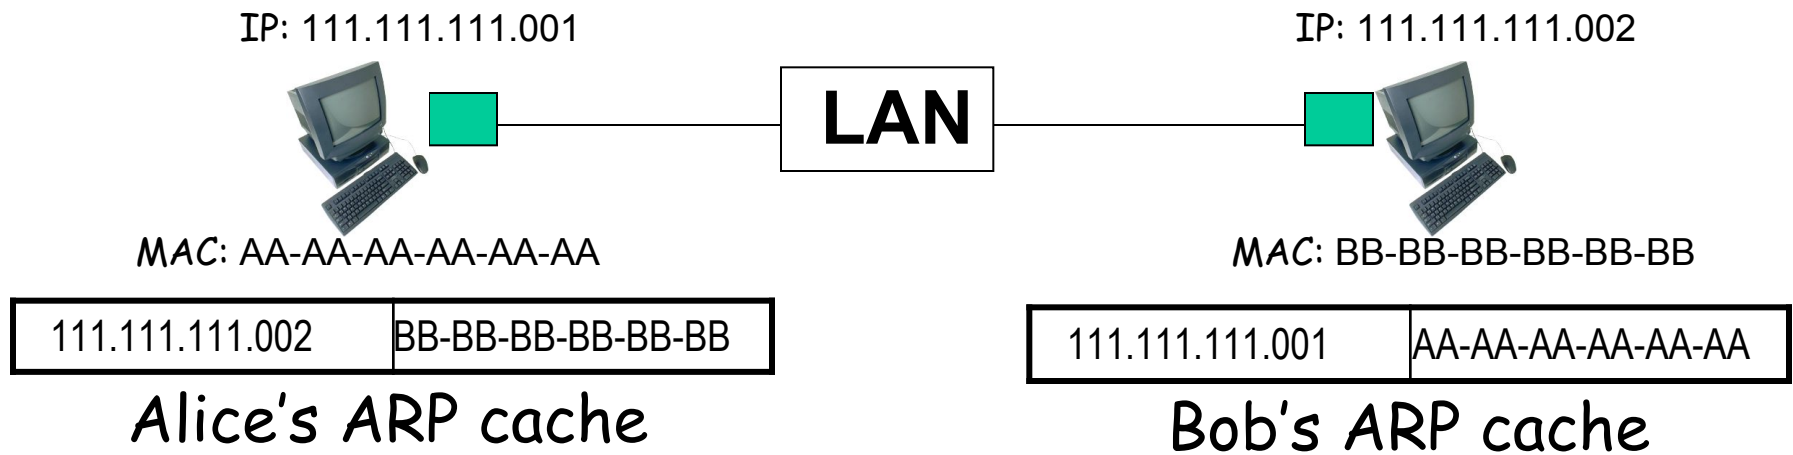 IP: 111.111.111.001
IP: 111.111.111.002
LAN
MAC: AA-AA-AA-AA-AA-AA
MAC: BB-BB-BB-BB-BB-BB
111.111.111.002 BB-BB-BB-BB-BB-BB
111.111.111.001 AA-AA-AA-AA-AA-AA
Alice's ARP cache
Bob's ARP cache